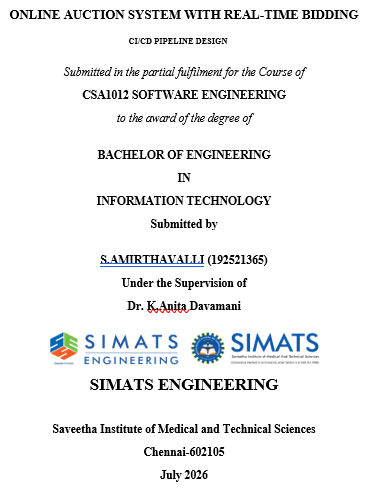 ONLINE AUCTION SYSTEM WITH REAL-TIME BIDDING
CI/CD PIPELINE DESIGN
Submitted in the partial fulfilment for the Course of
CSA1012 SOFTWARE ENGINEERING
to the award of the degree of
BACHELOR OF ENGINEERING
IN
INFORMATION TECHNOLOGY
Submitted by
S.AMIRTHAVALLI (192521365)
Under the Supervision of
Dr. K.Anita Davamani
SIMATS
ENGINEERING
SIMATS
Saveetha Institute of Medical And Technical Sciences
SIMATS ENGINEERING
Saveetha Institute of Medical and Technical Sciences
Chennai-602105
July 2026